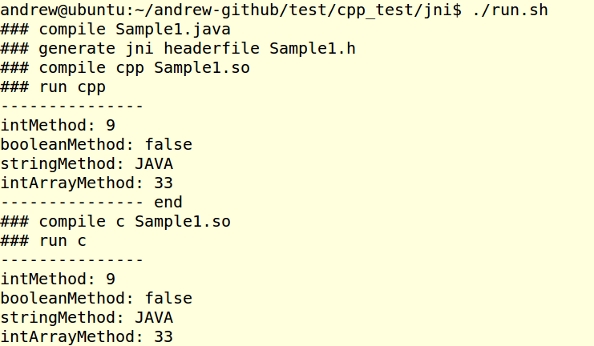 andrew@ubuntu:~/andrew-github/test/cpp_test/jni$ ./run.sh
### compile Sample1.java
### generate jni headerfile Sample1.h
### compile cpp Sample1.so
### run cpp
---------------
intMethod: 9
booleanMethod: false
stringMethod: JAVA
intArrayMethod: 33
--------------- end
### compile c Sample1.so
### run c
---------------
intMethod: 9
booleanMethod: false
stringMethod: JAVA
intArrayMethod: 33